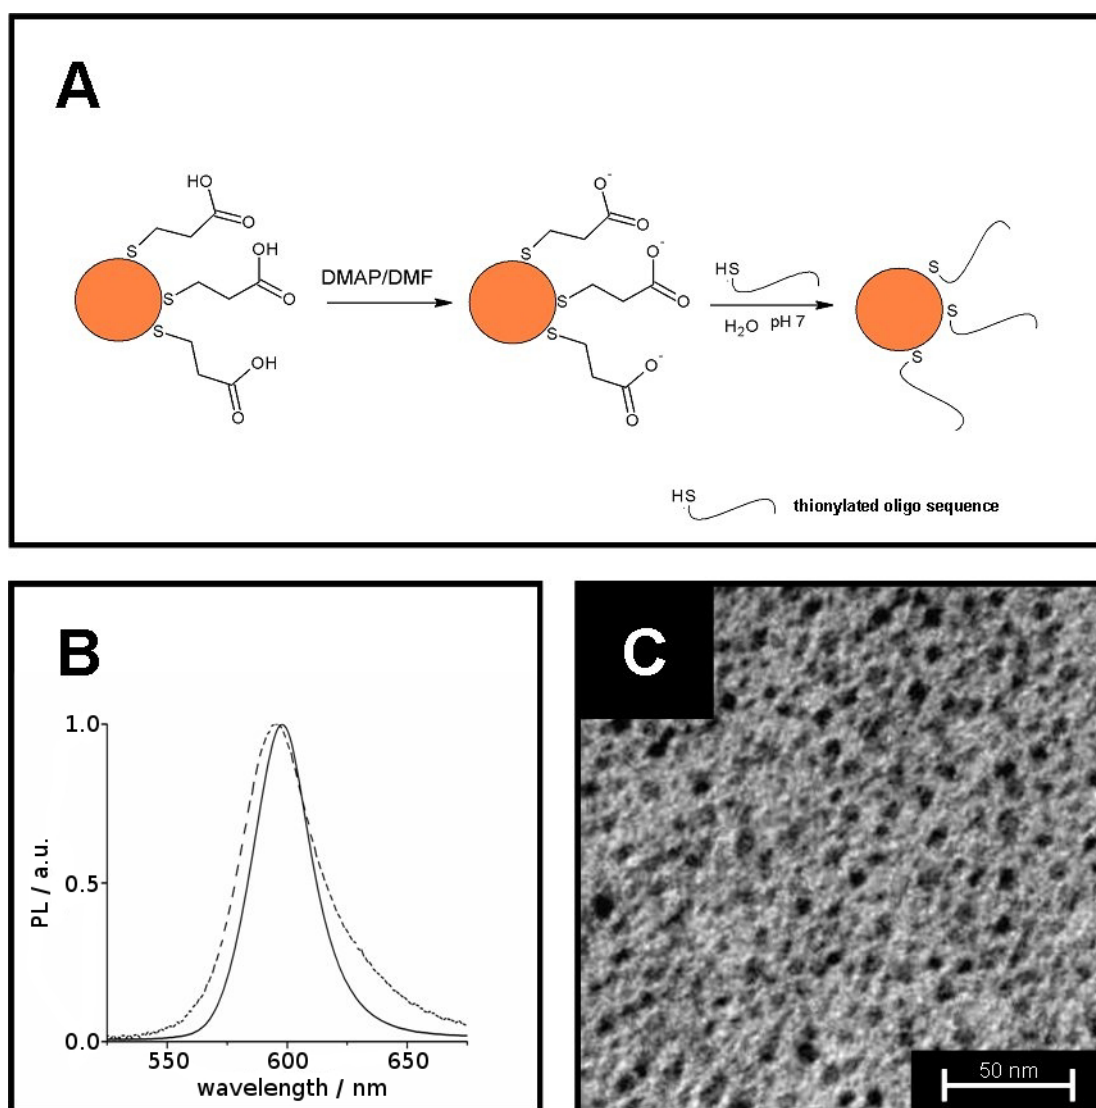 A
HO
O
S
OH
O
S
S
OH
O
DMAP/DMF
O-
O
S
O-
O
S
S
O-
O
HS
H2O pH 7
S
S
S
HS
thionylated oligo sequence
B
1.0
0.5
0.0
PL / a.u.
550 600 650
wavelength / nm
C
50 nm